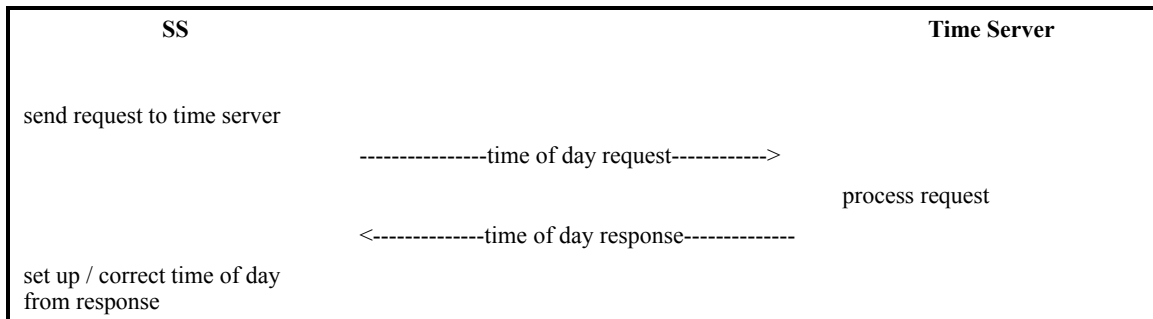 SS Time Server
send request to time server
----------------time of day request------------>
process request
<--------------time of day response--------------
set up / correct time of day
from response